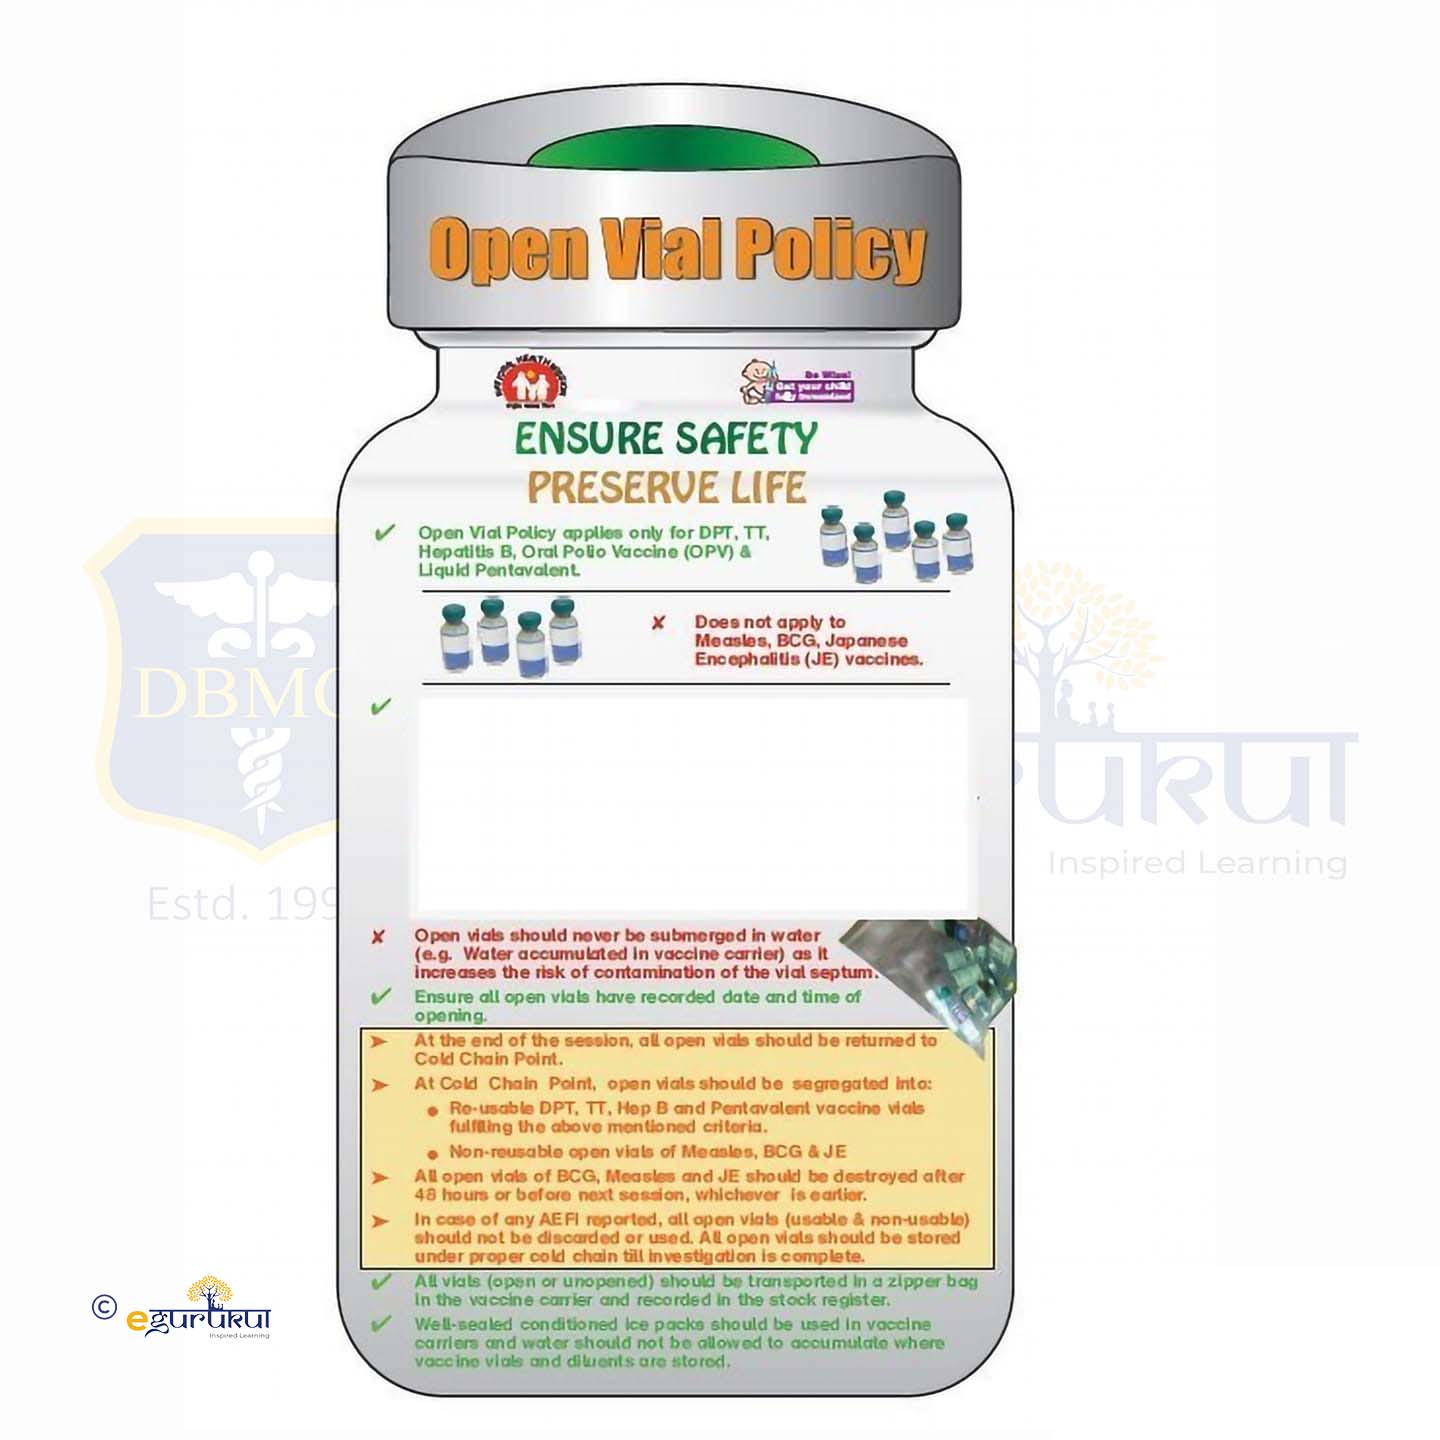 Open Vial Policy
NATIONAL HEALTH MISSION
Be Wise!
Get your child
fully immunized
ENSURE SAFETY
PRESERVE LIFE
✓ Open Vial Policy applies only for DPT, TT,
Hepatitis B, Oral Polio Vaccine (OPV) &
Liquid Pentavalent.
✗ Does not apply to
Measles, BCG, Japanese
Encephalitis (JE) vaccines.
✓
DBMC
Estd. 199
urukul
Inspired Learning
✗ Open vials should never be submerged in water
(e.g. Water accumulated in vaccine carrier) as it
increases the risk of contamination of the vial septum.
✓ Ensure all open vials have recorded date and time of
opening.
➤ At the end of the session, all open vials should be returned to
Cold Chain Point.
➤ At Cold Chain Point, open vials should be segregated into:
● Re-usable DPT, TT, Hep B and Pentavalent vaccine vials
fulfilling the above mentioned criteria.
● Non-reusable open vials of Measles, BCG & JE
➤ All open vials of BCG, Measles and JE should be destroyed after
48 hours or before next session, whichever is earlier.
➤ In case of any AEFI reported, all open vials (usable & non-usable)
should not be discarded or used. All open vials should be stored
under proper cold chain till investigation is complete.
✓ All vials (open or unopened) should be transported in a zipper bag
in the vaccine carrier and recorded in the stock register.
✓ Well-sealed conditioned ice packs should be used in vaccine
carriers and water should not be allowed to accumulate where
vaccine vials and diluents are stored.
© egurukul
Inspired Learning